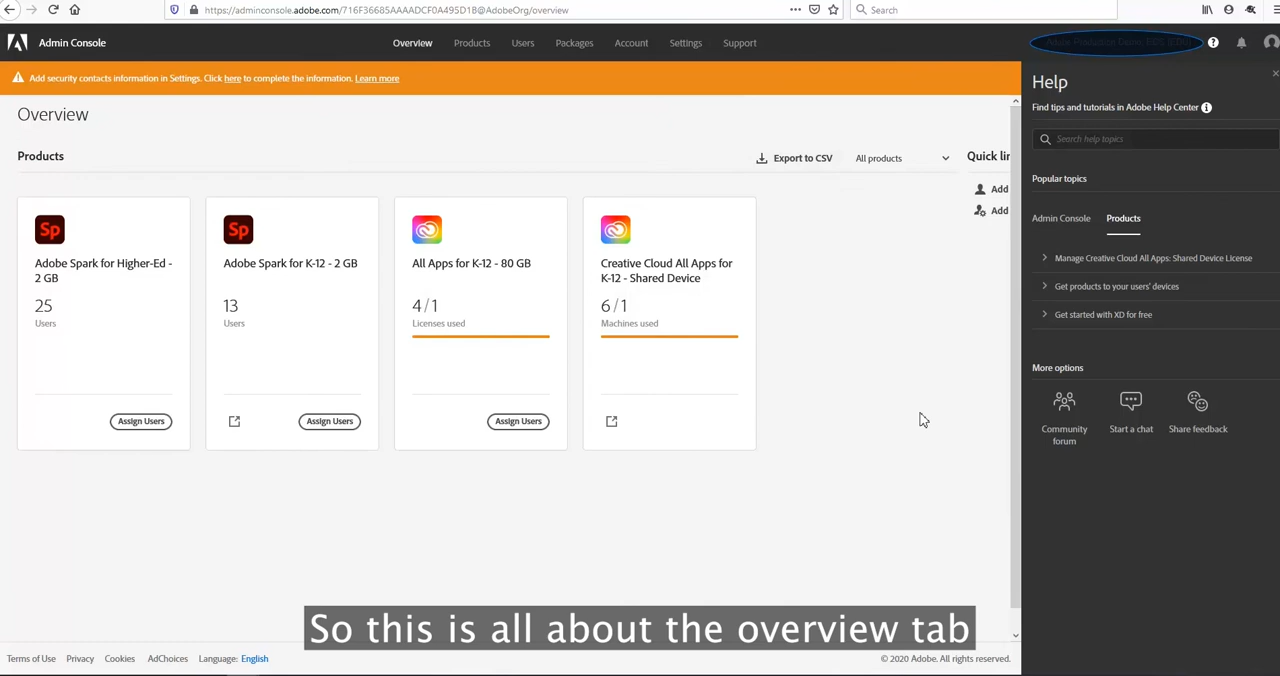 https://adminconsole.adobe.com/716F36685AAAADCF0A495D1B@AdobeOrg/overview
Search
Admin Console
Overview
Products
Users
Packages
Account
Settings
Support
Add security contacts information in Settings. Click here to complete the information. Learn more
Overview
Products
Export to CSV
All products
Quick lin
Add
Add
Sp
Adobe Spark for Higher-Ed -
2 GB
25
Users
Assign Users
Sp
Adobe Spark for K-12 - 2 GB
13
Users
Assign Users
All Apps for K-12 - 80 GB
4/1
Licenses used
Assign Users
Creative Cloud All Apps for
K-12 - Shared Device
6/1
Machines used
Help
Find tips and tutorials in Adobe Help Center
Search help topics
Popular topics
Admin Console
Products
Manage Creative Cloud All Apps: Shared Device License
Get products to your users' devices
Get started with XD for free
More options
Community
forum
Start a chat
Share feedback
So this is all about the overview tab
Terms of Use
Privacy
Cookies
AdChoices
Language: English
© 2020 Adobe. All rights reserved.